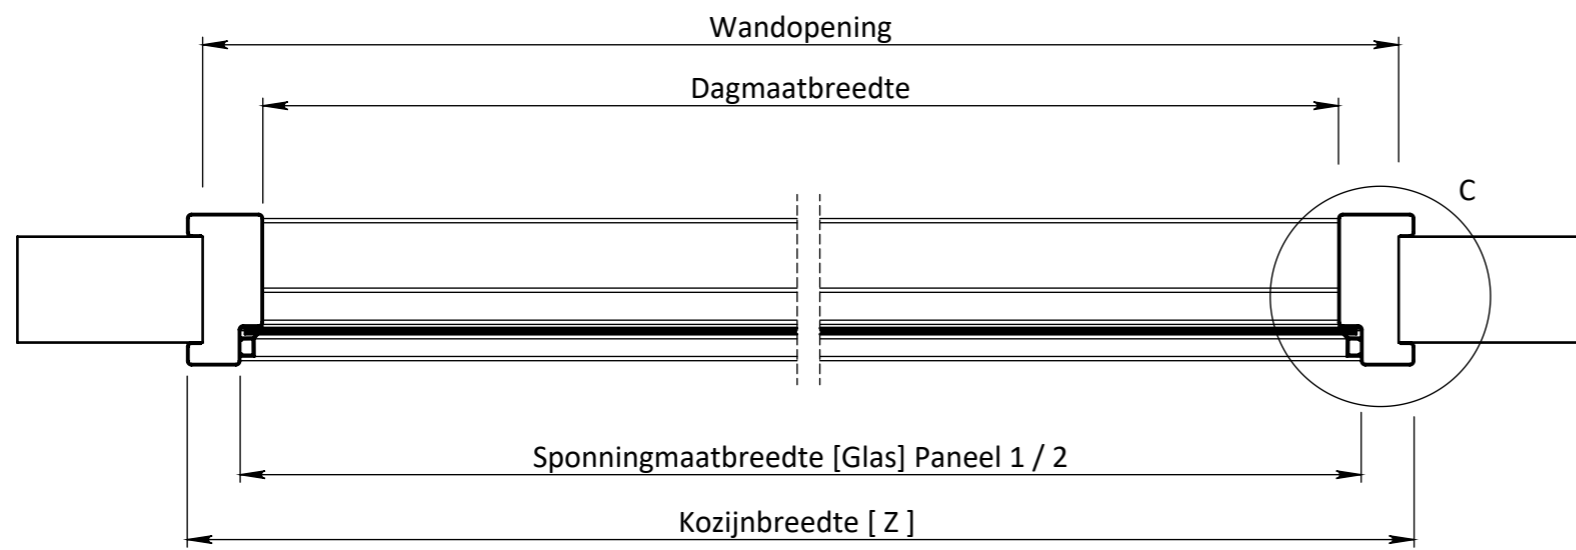 Wandopening
Dagmaatbreedte
C
Sponningmaatbreedte [Glas] Paneel 1 / 2
Kozijnbreedte [ Z ]